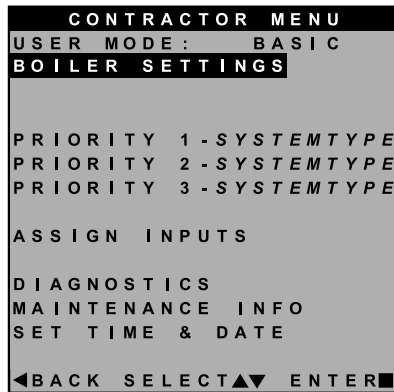 CONTRACTOR MENU
USER MODE: BASIC
BOILER SETTINGS
PRIORITY 1-SYSTEMTYPE
PRIORITY 2-SYSTEMTYPE
PRIORITY 3-SYSTEMTYPE
ASSIGN INPUTS
DIAGNOSTICS
MAINTENANCE INFO
SET TIME & DATE
◀BACK SELECT▲▼ ENTER■